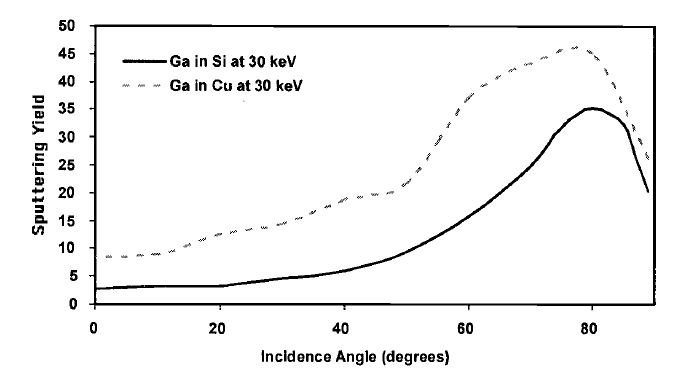 50
45
40
35
30
25
20
15
10
5
0
Sputtering Yield
Ga in Si at 30 keV
Ga in Cu at 30 keV
0 20 40 60 80
Incidence Angle (degrees)